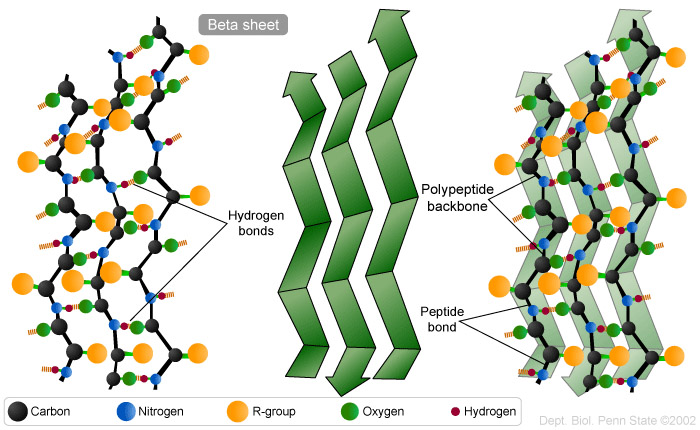 Beta sheet
Hydrogen
bonds
Polypeptide
backbone
Peptide
bond
Carbon
Nitrogen
R-group
Oxygen
Hydrogen
Dept. Biol. Penn State ©2002